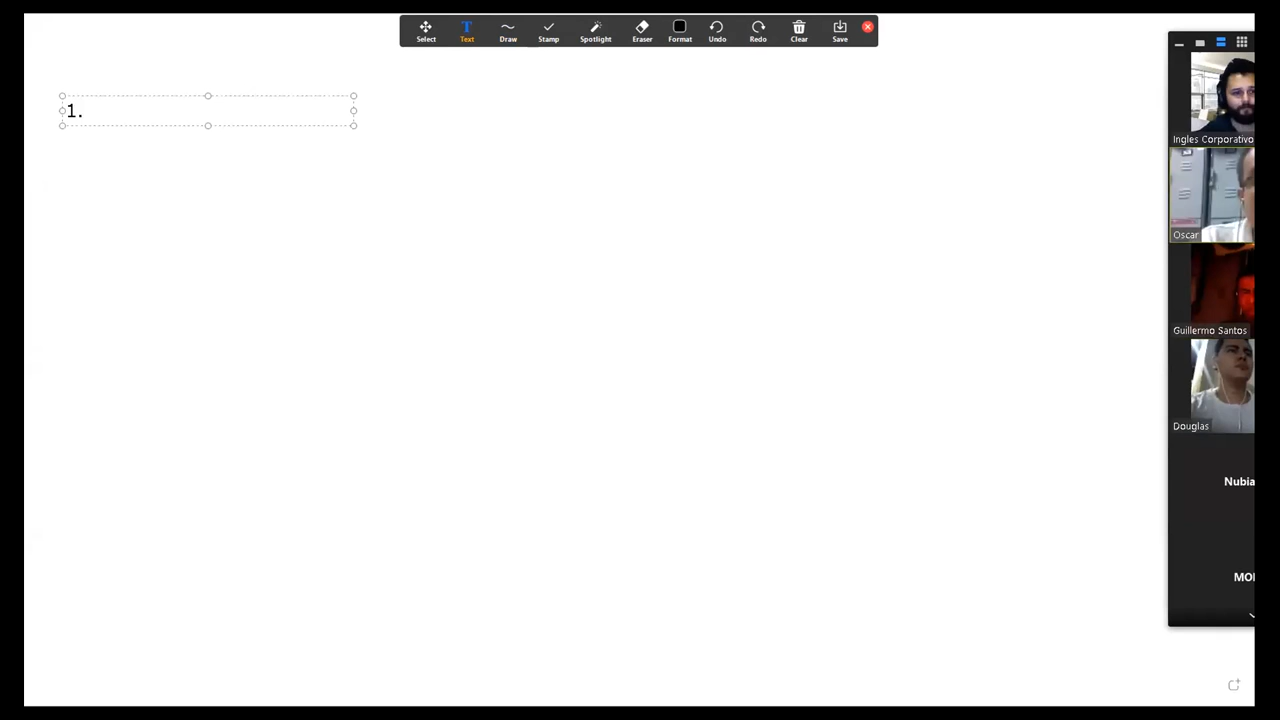 Select Text Draw Stamp Spotlight Eraser Format Undo Redo Clear Save
1.
Ingles Corporativo
Oscar
Guillermo Santos
Douglas
Nubia